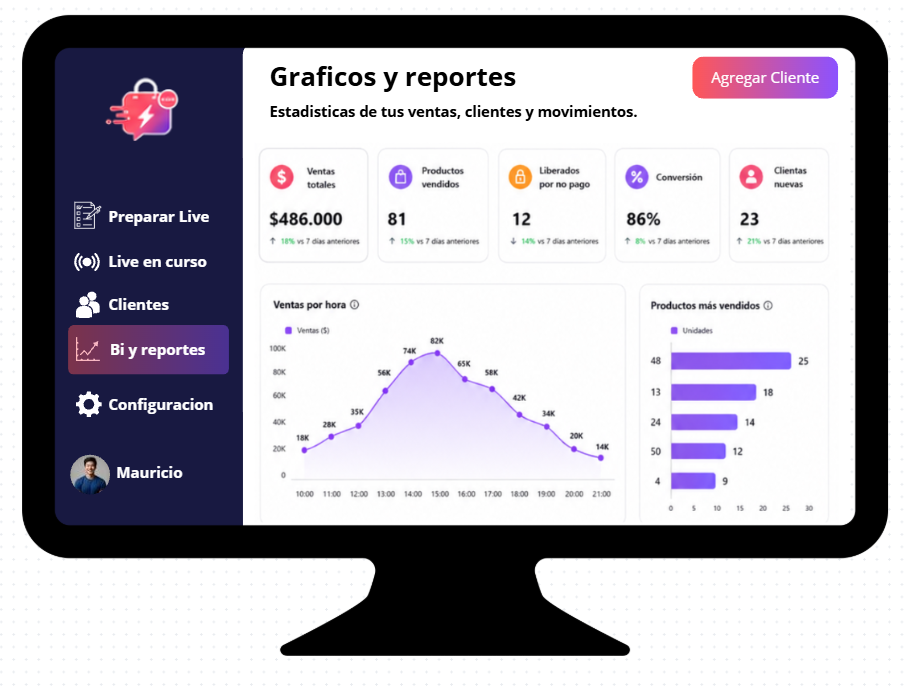 Graficos y reportes
Agregar Cliente
Estadisticas de tus ventas, clientes y movimientos.
Preparar Live
Live en curso
Clientes
Bi y reportes
Configuracion
Mauricio
Ventas totales
$486.000
↑ 18% vs 7 días anteriores
Productos vendidos
81
↑ 15% vs 7 días anteriores
Liberados por no pago
12
↓ 14% vs 7 días anteriores
Conversión
86%
↑ 8% vs 7 días anteriores
Clientas nuevas
23
↑ 21% vs 7 días anteriores
Ventas por hora
Ventas ($)
100K
80K
60K
40K
20K
0
18K 28K 35K 56K 74K 82K 65K 58K 42K 34K 20K 14K
10:00 11:00 12:00 13:00 14:00 15:00 16:00 17:00 18:00 19:00 20:00 21:00
Productos más vendidos
Unidades
48 25
13 18
24 14
50 12
4 9
0 5 10 15 20 25 30